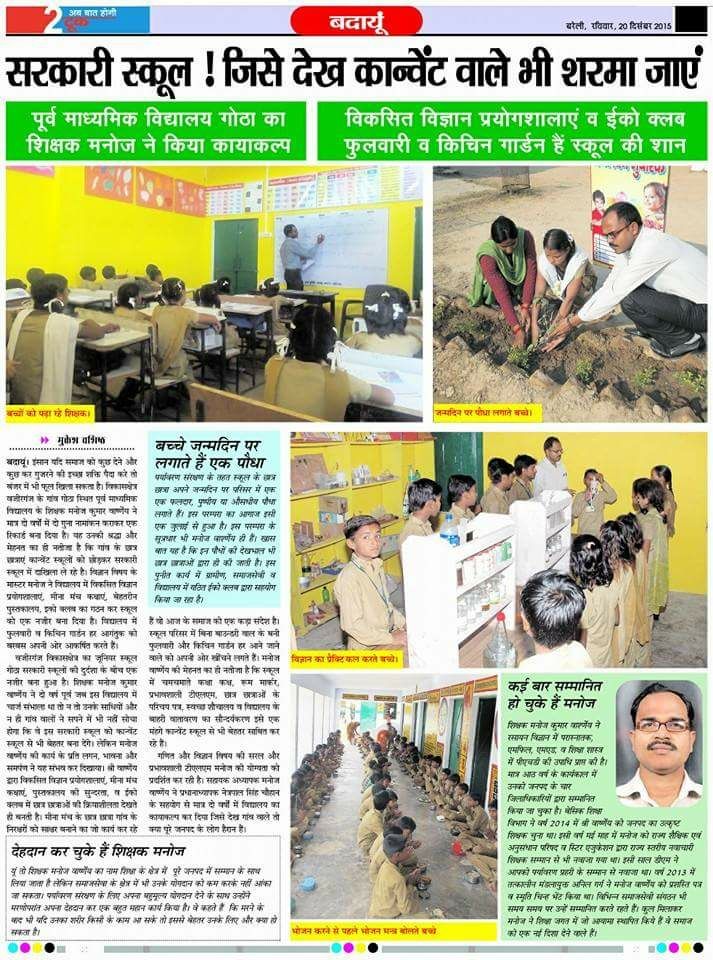 2
अब बात होगी
टूक
बदायूं
बरेली, रविवार, 20 दिसंबर 2015
सरकारी स्कूल ! जिसे देख कान्वेंट वाले भी शरमा जाएं
पूर्व माध्यमिक विद्यालय गोठा का
शिक्षक मनोज ने किया कायाकल्प
विकसित विज्ञान प्रयोगशालाएं व ईको क्लब
फुलवारी व किचिन गार्डन हैं स्कूल की शान
बच्चों को पढ़ा रहे शिक्षक।
जन्मदिन पर पौधा लगाते बच्चे।
मुकेश वशिष्ठ
बदायूं। इंसान यदि समाज को कुछ देने और
कुछ कर गुजरने की इच्छा शक्ति पैदा कर ले तो
बंजर में भी फूल खिला सकता है। विकासक्षेत्र
वजीरगंज के गांव गोठा स्थित पूर्व माध्यमिक
विद्यालय के शिक्षक मनोज कुमार वार्ष्णेय ने
मात्र दो वर्षों में दो गुना नामांकन कराकर एक
रिकार्ड बना दिया है। यह उनकी श्रद्धा और
मेहनत का ही नतीजा है कि गांव के छात्र
छात्राएं कान्वेंट स्कूलों को छोड़कर सरकारी
स्कूल में दाखिला ले रहे है। विज्ञान विषय के
मास्टर मनोज ने विद्यालय में विकसित विज्ञान
प्रयोगशालाएं, मीना मंच कक्षाएं, बेहतरीन
पुस्तकालय, इको क्लब का गठन कर स्कूल
को एक नजीर बना दिया है। विद्यालय में
फुलवारी व किचिन गार्डन हर आगंतुक को
बरबस अपनी ओर आकर्षित करते हैं।
वजीरगंज विकासक्षेत्र का जूनियर स्कूल
गोठा सरकारी स्कूलों की दुर्दशा के बीच एक
नजीर बना हुआ है। शिक्षक मनोज कुमार
वार्ष्णेय ने दो वर्ष पूर्व जब इस विद्यालय में
चार्ज संभाला था तो न तो उनके साथियों और
न ही गांव वालों ने सपने में भी नहीं सोचा
होगा कि वे इस सरकारी स्कूल को कान्वेंट
स्कूल से भी बेहतर बना देंगे। लेकिन मनोज
वार्ष्णेय की कार्य के प्रति लगन, भावना और
समर्पण ने यह संभव कर दिखाया। श्री वार्ष्णेय
द्वारा विकसित विज्ञान प्रयोगशालाएं, मीना मंच
कक्षाएं, पुस्तकालय की सुन्दरता, व ईको
क्लब में छात्र छात्राओं की क्रियाशीलता देखते
ही बनती है। मीना मंच के छात्र छात्रा गांव के
निरक्षरों को साक्षर बनाने का जो कार्य कर रहे
बच्चे जन्मदिन पर
लगाते हैं एक पौधा
पर्यावरण संरक्षण के तहत स्कूल के छात्र
छात्रा अपने जन्मदिन पर परिसर में एक
एक फलदार, पुष्पीय या औसधीय पौधा
लगाते हैं। इस परम्परा का आगाज इसी
एक जुलाई से हुआ है। इस परम्परा के
सूत्रधार भी मनोज वार्ष्णेय ही हैं। खास
बात यह है कि इन पौधों की देखभाल भी
छात्र छात्राओं द्वारा ही की जाती है। इस
पुनीत कार्य में ग्रामीण, समाजसेवी व
विद्यालय में गठित ईको क्लब द्वारा सहयोग
किया जा रहा है।
हैं वो आज के समाज को एक कड़ा संदेश है।
स्कूल परिसर में बिना बाउन्डरी वाल के बनी
फुलवारी और किचिन गार्डन हर आने जाने
वाले को अपनी ओर खींचने लगते हैं। मनोज
वार्ष्णेय की मेहनत का ही नतीजा है कि स्कूल
में चमचमाते कक्षा कक्ष, रूम मार्कर,
प्रभावशाली टीएलएम, छात्र छात्राओं के
परिचय पत्र, स्वच्छ शौचालय व विद्यालय के
बाहरी वातावरण का सौन्दर्यकरण इसे एक
मंहगे कान्वेंट स्कूल से भी बेहतर साबित कर
रहे हैं।
गणित और विज्ञान विषय की सरल और
प्रभावशाली टीएलएम मनोज की योग्यता को
प्रदर्शित कर रही है। सहायक अध्यापक मनोज
वार्ष्णेय ने प्रधानाध्यापक नेत्रपाल सिंह चौहान
के सहयोग से मात्र दो वर्षों में विद्यालय का
कायाकल्प कर दिया जिसे देख गांव वाले तो
क्या पूरे जनपद के लोग हैरान हैं।
विज्ञान का प्रैक्टिकल करते बच्चे।
भोजन करने से पहले भोजन मन्त्र बोलते बच्चे
कई बार सम्मानित
हो चुके हैं मनोज
शिक्षक मनोज कुमार वार्ष्णेय ने
रसायन विज्ञान में परास्नातक,
एमफिल, एमएड, व शिक्षा शास्त्र
में पीएचडी की उपाधि प्राप्त की है।
मात्र आठ वर्ष के कार्यकाल में
उनको जनपद के चार
जिलाधिकारियों द्वारा सम्मानित
किया जा चुका है। बेसिक शिक्षा
विभाग ने वर्ष 2014 में श्री वार्ष्णेय को जनपद का उत्कृष्ट
शिक्षक चुना था। इसी वर्ष मई माह में मनोज को राज्य शैक्षिक एवं
अनुसंधान परिषद व स्टिर एजुकेशन द्वारा राज्य स्तरीय नवाचारी
शिक्षक सम्मान से भी नवाजा गया था। इसी साल डीएम ने
आपको पर्यावरण प्रहरी के सम्मान से नवाजा था। वर्ष 2013 में
तत्कालीन मंडलायुक्त अनिल गर्ग ने मनोज वार्ष्णेय को प्रशस्ति पत्र
व स्मृति चिन्ह भेंट किया था। विभिन्न समाजसेवी संगठन भी
समय समय पर उन्हें सम्मानित करते रहते हैं। कुल मिलाकर
मनोज ने शिक्षा जगत में जो आयाम स्थापित किये हैं वे समाज
को एक नई दिशा देने वाले हैं।
देहदान कर चुके हैं शिक्षक मनोज
यूं तो शिक्षक मनोज वार्ष्णेय का नाम शिक्षा के क्षेत्र में पूरे जनपद में सम्मान के साथ
लिया जाता है लेकिन समाजसेवा के क्षेत्र में भी उनके योगदान को कम करके नहीं आंका
जा सकता। पर्यावरण संरक्षण के लिए अपना बहुमूल्य योगदान देने के साथ उन्होंने
मरणोपरांत अपना देहदान कर एक बहुत महान कार्य किया है। वे कहते हैं कि मरने के
बाद भी यदि उनका शरीर किसी के काम आ सके तो इससे बेहतर उनके लिए और क्या हो
सकता है।